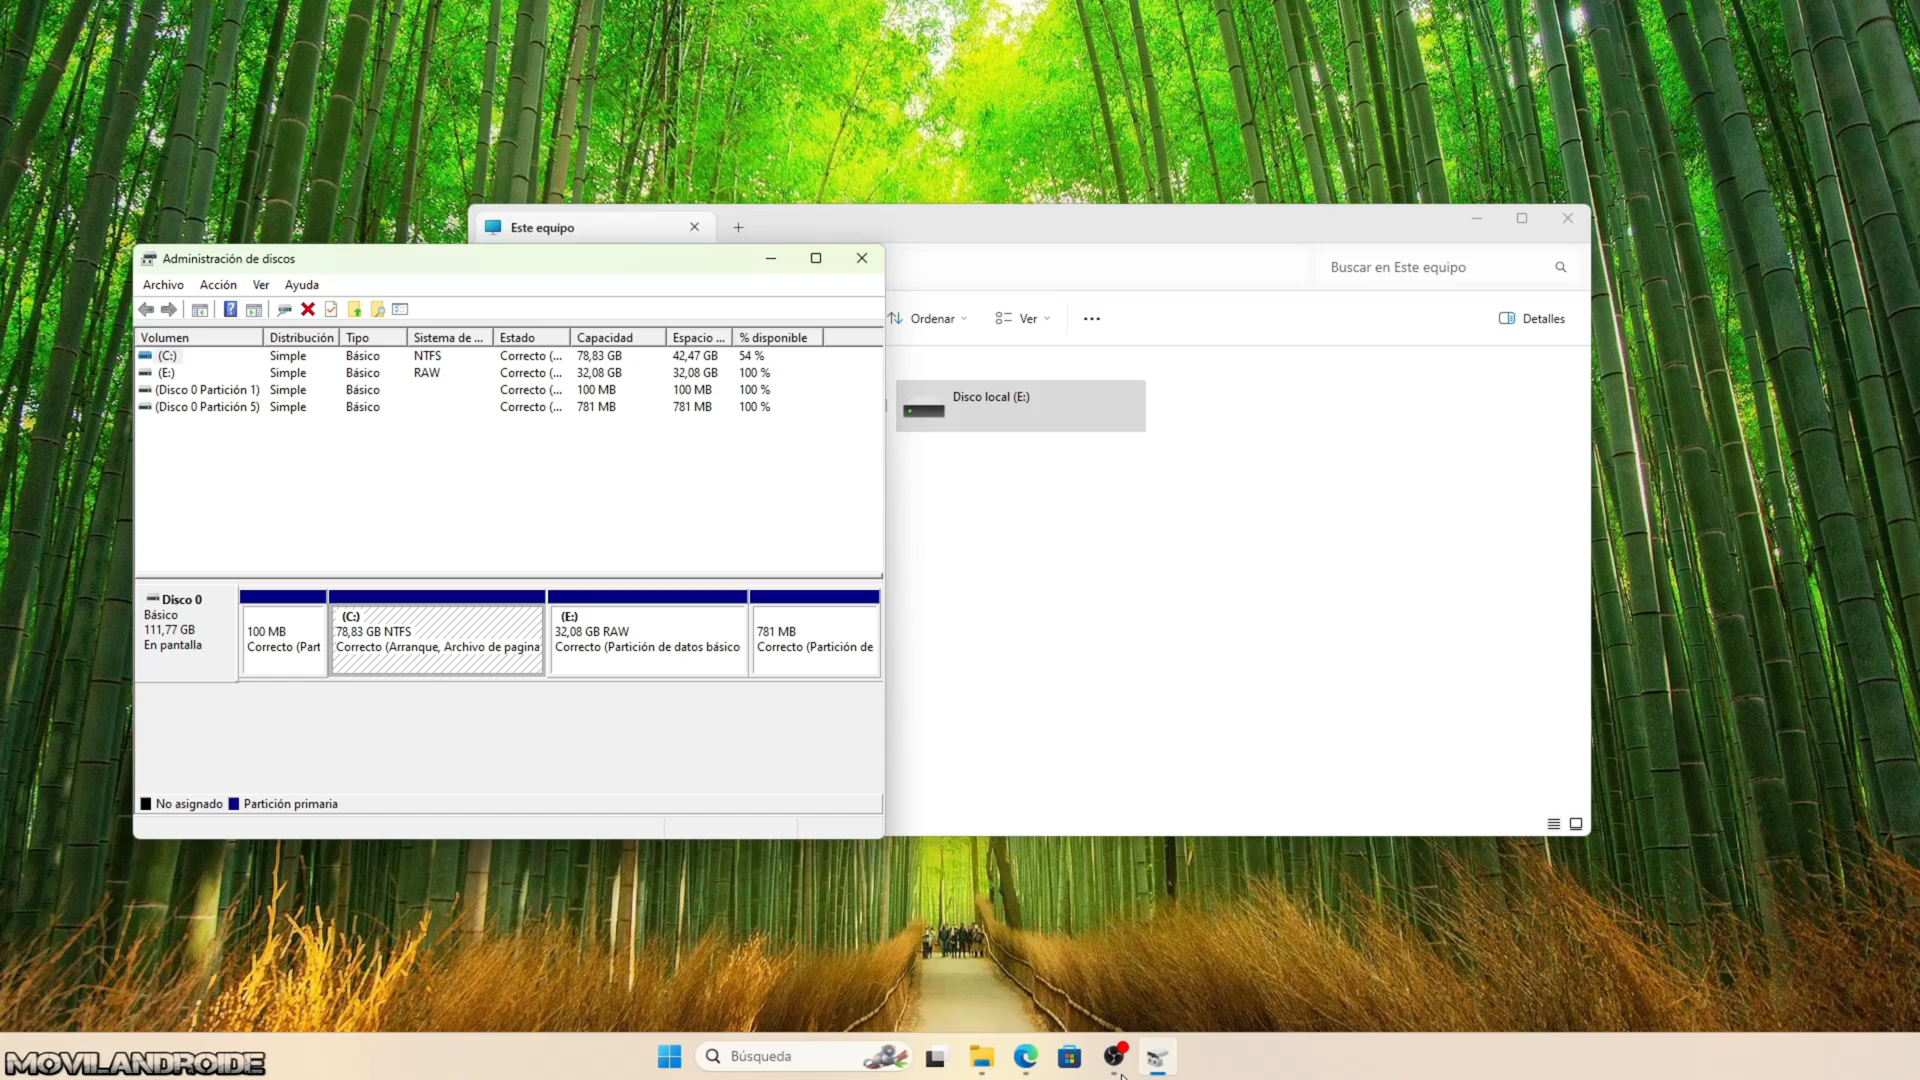 Este equipo
Buscar en Este equipo
Ordenar
Ver
Detalles
Disco local (E:)
Administración de discos
Archivo Acción Ver Ayuda
Volumen Distribución Tipo Sistema de ... Estado Capacidad Espacio ... % disponible
(C:) Simple Básico NTFS Correcto (... 78,83 GB 42,47 GB 54 %
(E:) Simple Básico RAW Correcto (... 32,08 GB 32,08 GB 100 %
(Disco 0 Partición 1) Simple Básico Correcto (... 100 MB 100 MB 100 %
(Disco 0 Partición 5) Simple Básico Correcto (... 781 MB 781 MB 100 %
Disco 0
Básico
111,77 GB
En pantalla
100 MB
Correcto (Part
(C:)
78,83 GB NTFS
Correcto (Arranque, Archivo de pagina
(E:)
32,08 GB RAW
Correcto (Partición de datos básico
781 MB
Correcto (Partición de
No asignado Partición primaria
MOVILANDROIDE
Búsqueda